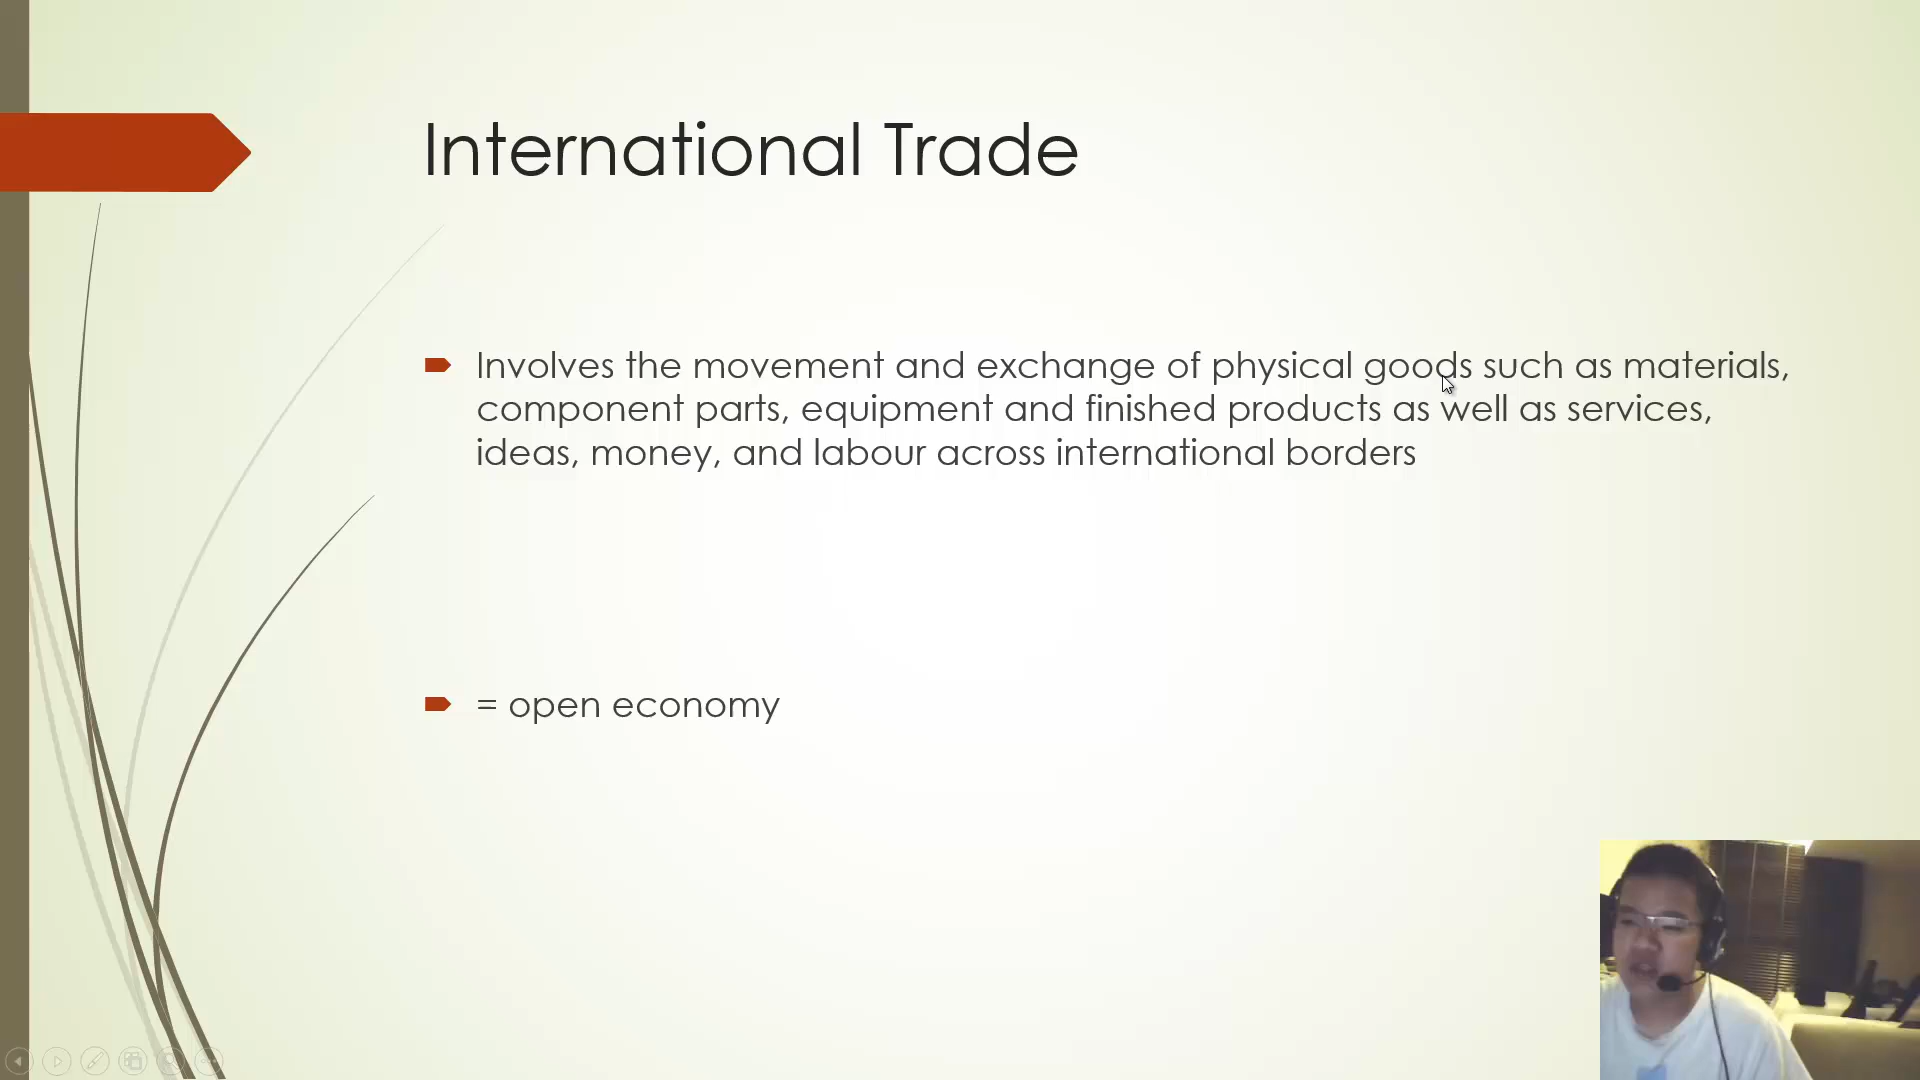 International Trade
Involves the movement and exchange of physical goods such as materials,
component parts, equipment and finished products as well as services,
ideas, money, and labour across international borders
= open economy